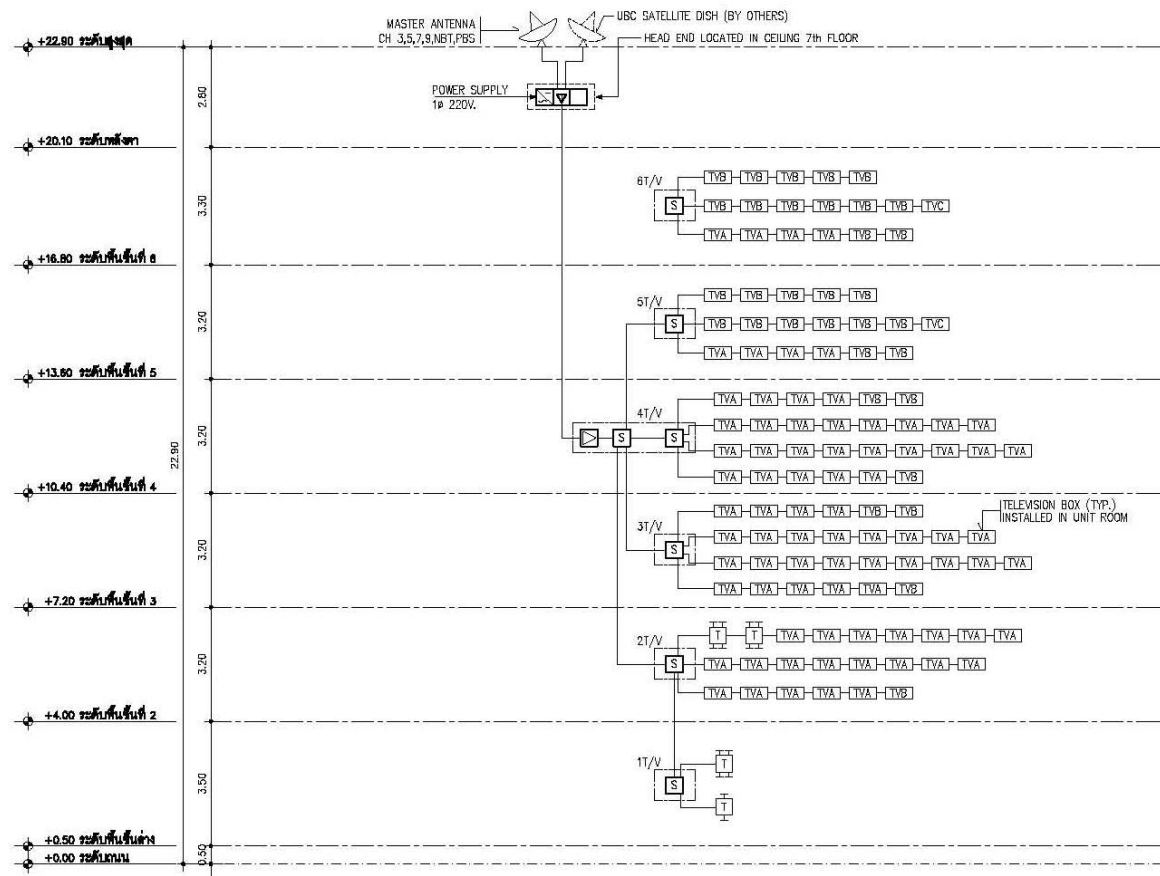 MASTER ANTENNA
CH 3,5,7,9,NBT,PBS
UBC SATELLITE DISH (BY OTHERS)
HEAD END LOCATED IN CEILING 7th FLOOR
+22.90 ระดับสูงสุด
POWER SUPPLY
1ø 220V.
2.80
+20.10 ระดับหลังคา
6T/V
TVB TVB TVB TVB TVB
S TVB TVB TVB TVB TVB TVB TVC
TVA TVA TVA TVA TVB TVB
3.30
+16.80 ระดับพื้นชั้นที่ 6
5T/V
TVB TVB TVB TVB TVB
S TVB TVB TVB TVB TVB TVB TVC
TVA TVA TVA TVA TVB TVB
3.20
+13.60 ระดับพื้นชั้นที่ 5
4T/V
TVA TVA TVA TVA TVB TVB
TVA TVA TVA TVA TVA TVA TVA TVA
S S
TVA TVA TVA TVA TVA TVA TVA TVA TVA
TVA TVA TVA TVA TVA TVB
3.20
22.90
+10.40 ระดับพื้นชั้นที่ 4
TELEVISION BOX (TYP.)
INSTALLED IN UNIT ROOM
3T/V
TVA TVA TVA TVA TVB TVB
TVA TVA TVA TVA TVA TVA TVA TVA
S
TVA TVA TVA TVA TVA TVA TVA TVA TVA
TVA TVA TVA TVA TVA TVB
3.20
+7.20 ระดับพื้นชั้นที่ 3
2T/V
T T TVA TVA TVA TVA TVA TVA TVA
S TVA TVA TVA TVA TVA TVA TVA TVA
TVA TVA TVA TVA TVA TVB
3.20
+4.00 ระดับพื้นชั้นที่ 2
1T/V
T
S
T
3.50
+0.50 ระดับพื้นชั้นล่าง
+0.00 ระดับถนน
0.50